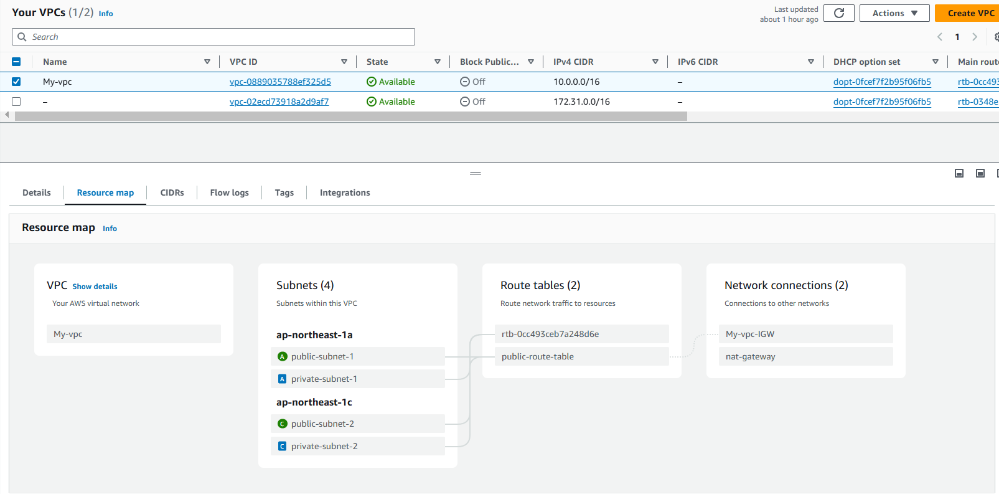 Your VPCs (1/2) Info
Last updated
about 1 hour ago
Actions
Create VPC
Search
1
Name VPC ID State Block Public... IPv4 CIDR IPv6 CIDR DHCP option set Main rout
My-vpc vpc-0889035788ef325d5 Available Off 10.0.0.0/16 – dopt-0fcef7f2b95f06fb5 rtb-0cc493
– vpc-02ecd73918a2d9af7 Available Off 172.31.0.0/16 – dopt-0fcef7f2b95f06fb5 rtb-0348e
Details Resource map CIDRs Flow logs Tags Integrations
Resource map Info
VPC Show details
Your AWS virtual network
My-vpc
Subnets (4)
Subnets within this VPC
ap-northeast-1a
A public-subnet-1
A private-subnet-1
ap-northeast-1c
C public-subnet-2
C private-subnet-2
Route tables (2)
Route network traffic to resources
rtb-0cc493ceb7a248d6e
public-route-table
Network connections (2)
Connections to other networks
My-vpc-IGW
nat-gateway